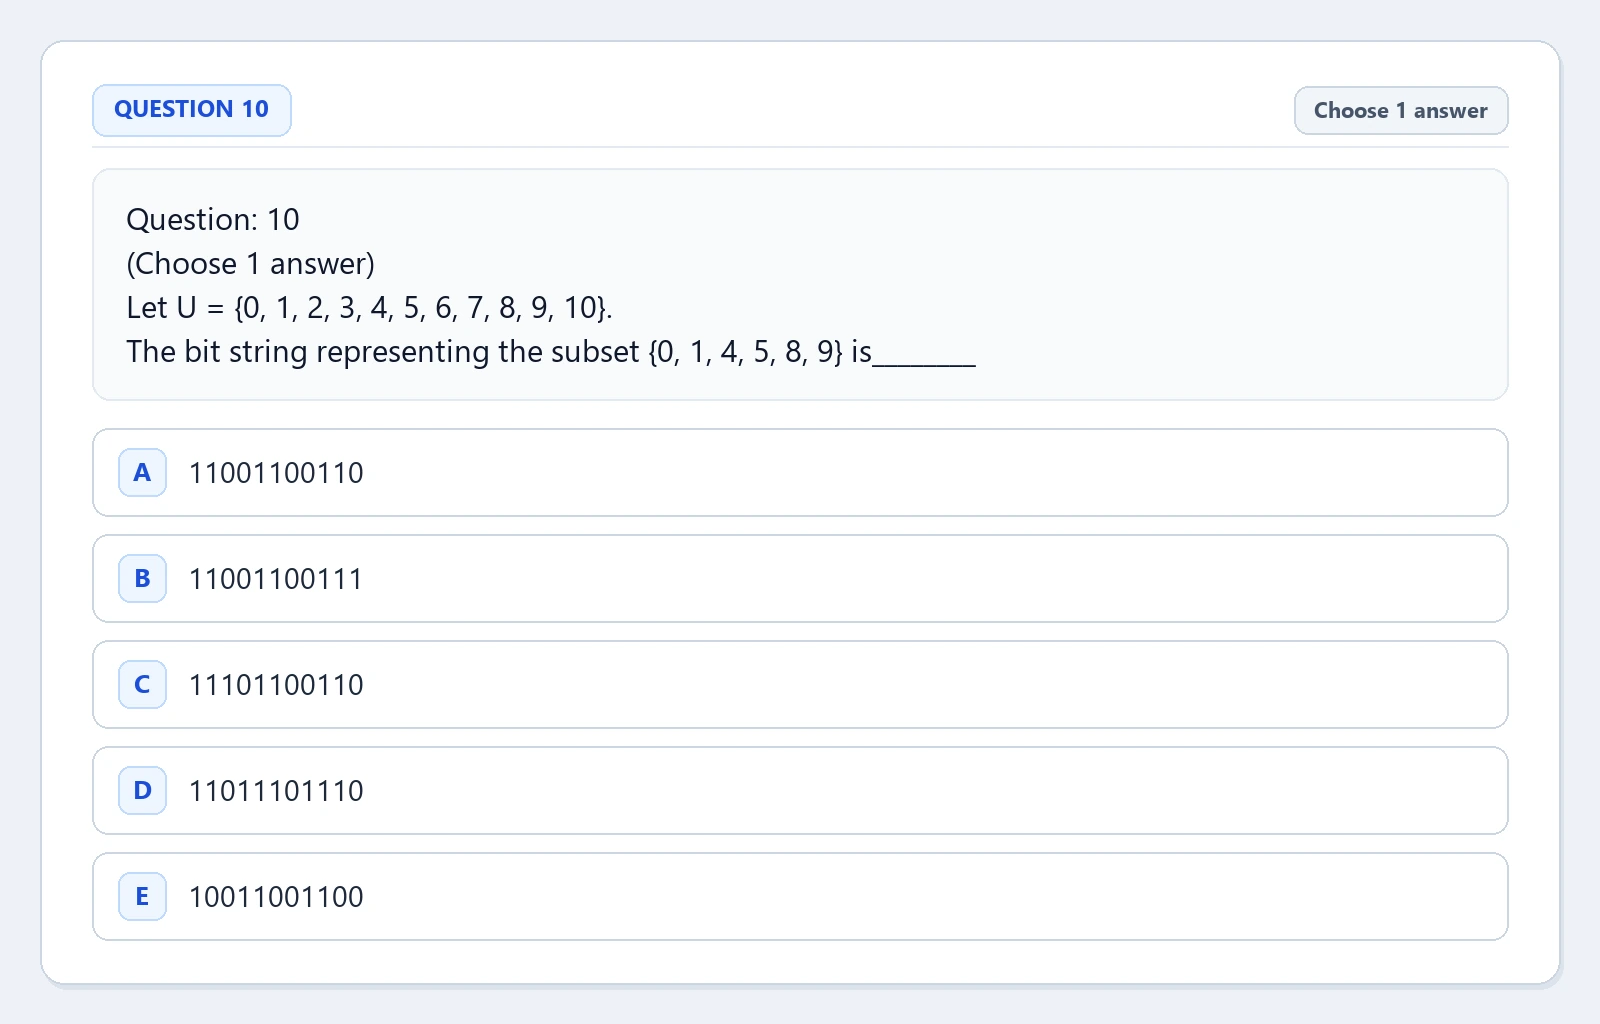 QUESTION 10
Choose 1 answer
Question: 10
(Choose 1 answer)
Let U = {0, 1, 2, 3, 4, 5, 6, 7, 8, 9, 10}.
The bit string representing the subset {0, 1, 4, 5, 8, 9} is________
A 11001100110
B 11001100111
C 11101100110
D 11011101110
E 10011001100